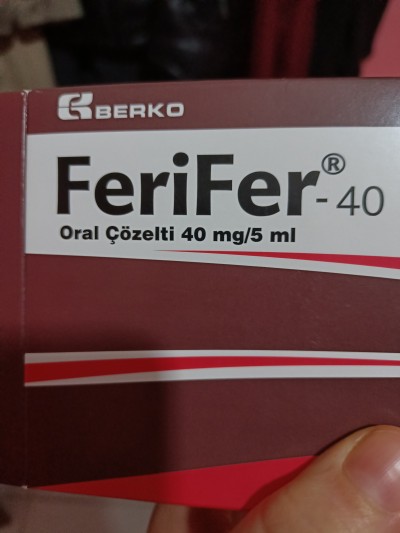 BERKO
FeriFer®-40
Oral Çözelti 40 mg/5 ml